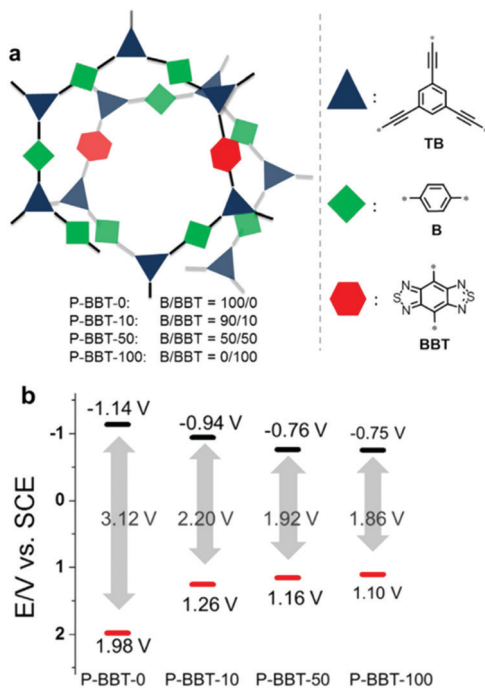 a
: TB
: B
: BBT
N N
S S
N N
P-BBT-0: B/BBT = 100/0
P-BBT-10: B/BBT = 90/10
P-BBT-50: B/BBT = 50/50
P-BBT-100: B/BBT = 0/100
b
E/V vs. SCE
-1
0
1
2
-1.14 V -0.94 V -0.76 V -0.75 V
3.12 V 2.20 V 1.92 V 1.86 V
1.98 V 1.26 V 1.16 V 1.10 V
P-BBT-0 P-BBT-10 P-BBT-50 P-BBT-100